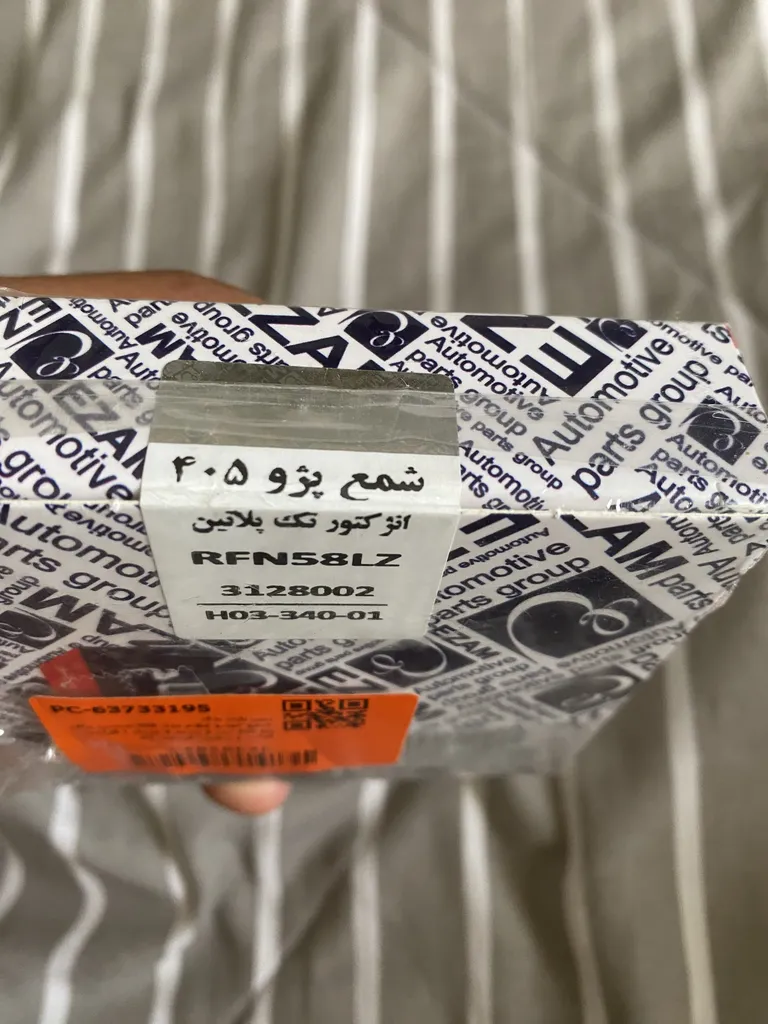 شمع پژو ۴۰۵
انژکتور تک پلاتین
RFN58LZ
3128002
H03-340-01
PC-63733195
EZAM
Automotive
parts group